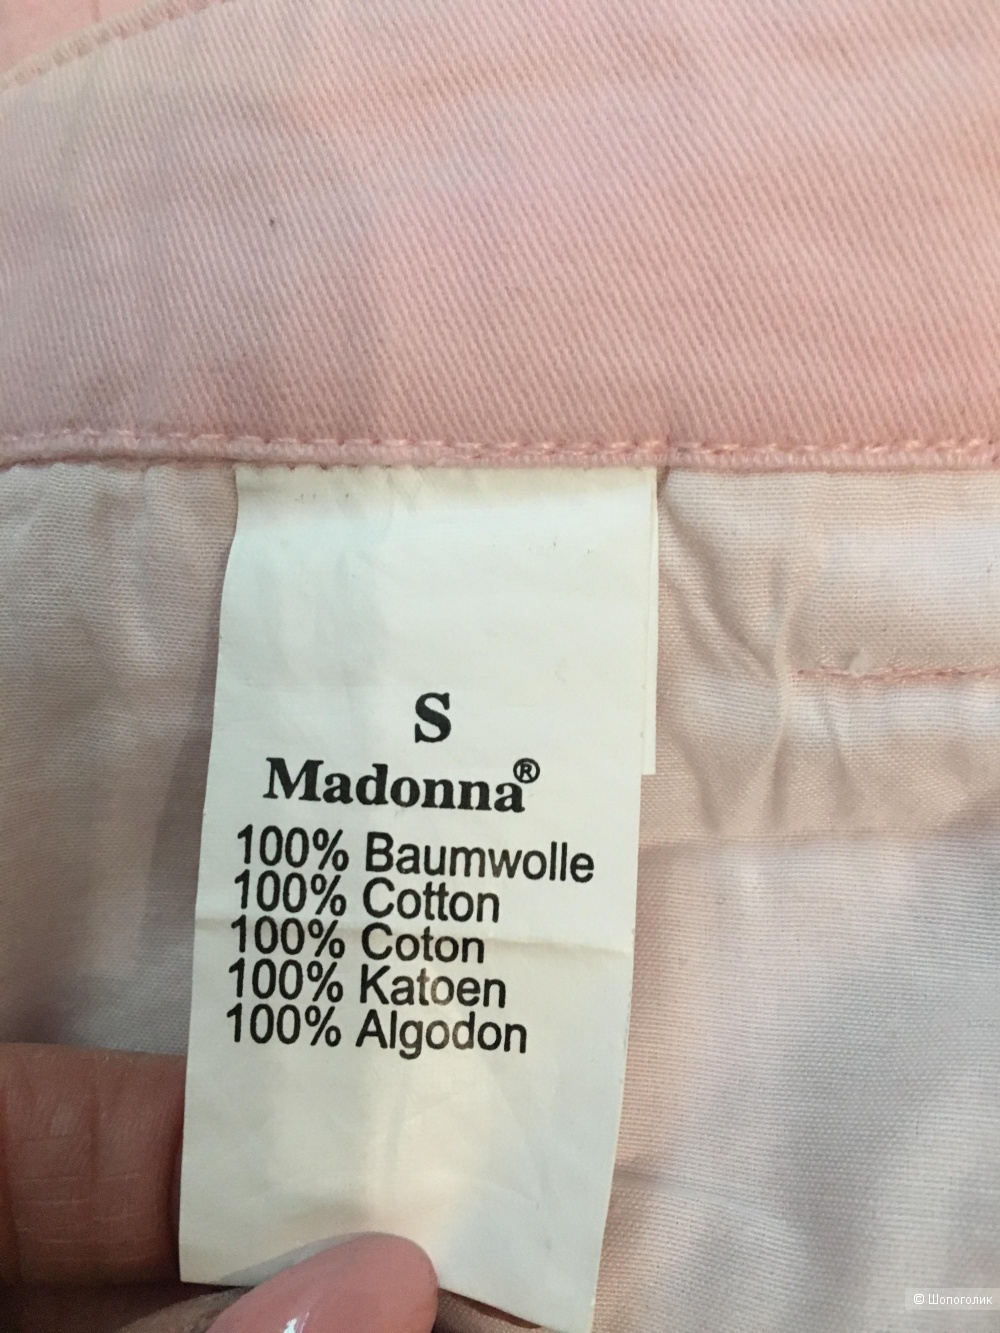 S
Madonna®
100% Baumwolle
100% Cotton
100% Coton
100% Katoen
100% Algodon
© Шопоголик